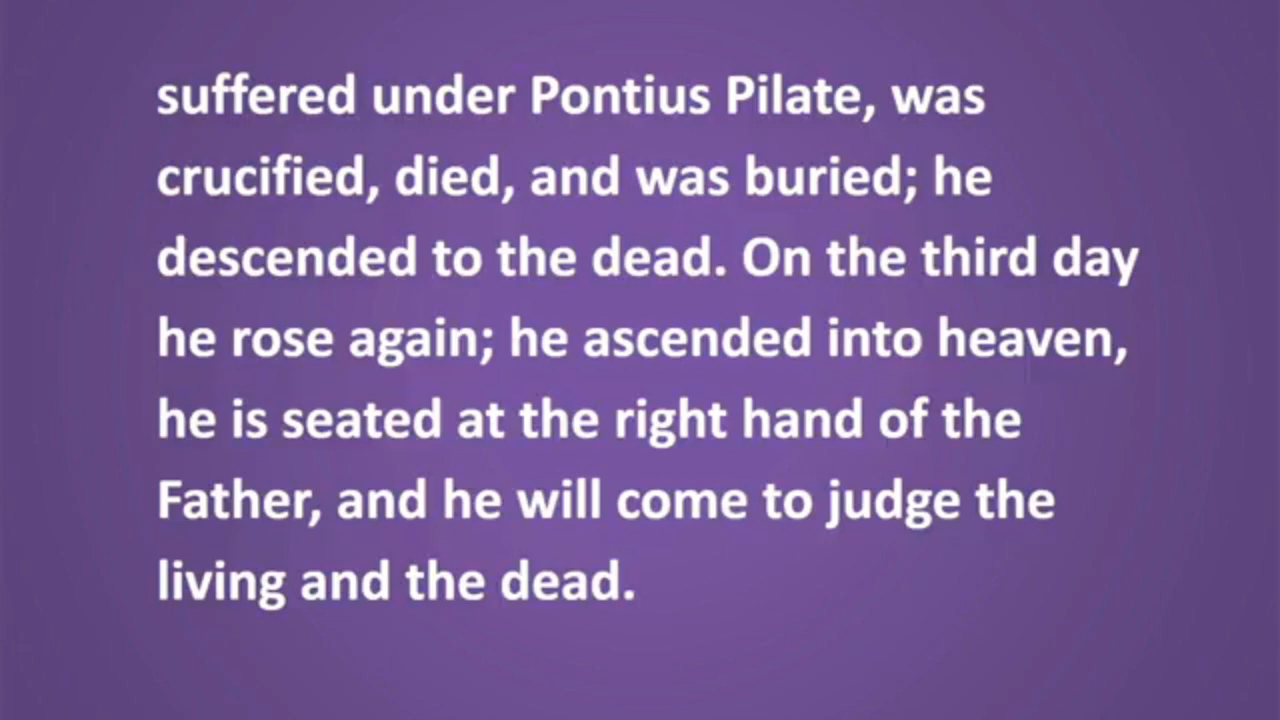 suffered under Pontius Pilate, was
crucified, died, and was buried; he
descended to the dead. On the third day
he rose again; he ascended into heaven,
he is seated at the right hand of the
Father, and he will come to judge the
living and the dead.